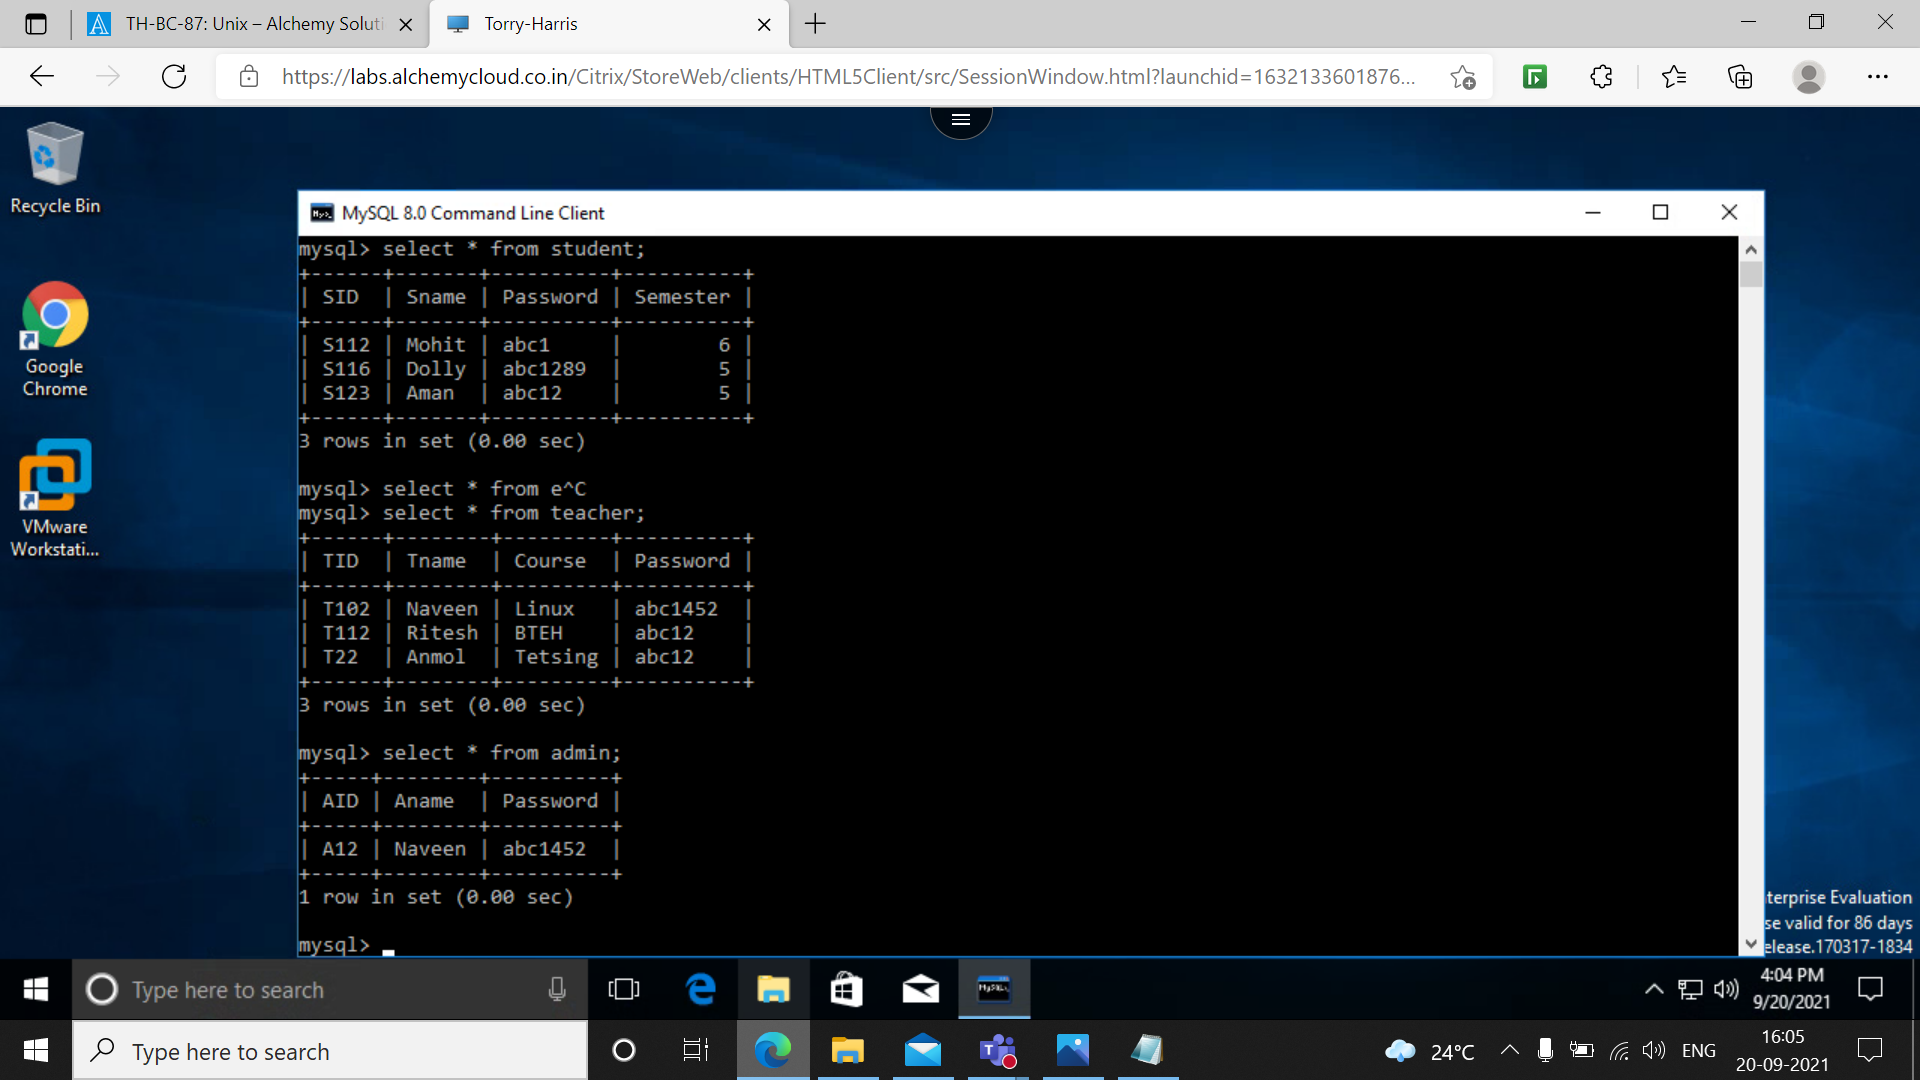 TH-BC-87: Unix – Alchemy Soluti
Torry-Harris
https://labs.alchemycloud.co.in/Citrix/StoreWeb/clients/HTML5Client/src/SessionWindow.html?launchid=1632133601876...
Recycle Bin
Google
Chrome
VMware
Workstati...
MySQL 8.0 Command Line Client
mysql> select * from student;
+------+-------+----------+----------+
| SID  | Sname | Password | Semester |
+------+-------+----------+----------+
| S112 | Mohit | abc1     |        6 |
| S116 | Dolly | abc1289  |        5 |
| S123 | Aman  | abc12    |        5 |
+------+-------+----------+----------+
3 rows in set (0.00 sec)
mysql> select * from e^C
mysql> select * from teacher;
+------+--------+---------+----------+
| TID  | Tname  | Course  | Password |
+------+--------+---------+----------+
| T102 | Naveen | Linux   | abc1452  |
| T112 | Ritesh | BTEH    | abc12    |
| T22  | Anmol  | Tetsing | abc12    |
+------+--------+---------+----------+
3 rows in set (0.00 sec)
mysql> select * from admin;
+-----+--------+----------+
| AID | Aname  | Password |
+-----+--------+----------+
| A12 | Naveen | abc1452  |
+-----+--------+----------+
1 row in set (0.00 sec)
mysql>
terprise Evaluation
se valid for 86 days
elease.170317-1834
Type here to search
4:04 PM
9/20/2021
Type here to search
24°C
ENG
16:05
20-09-2021